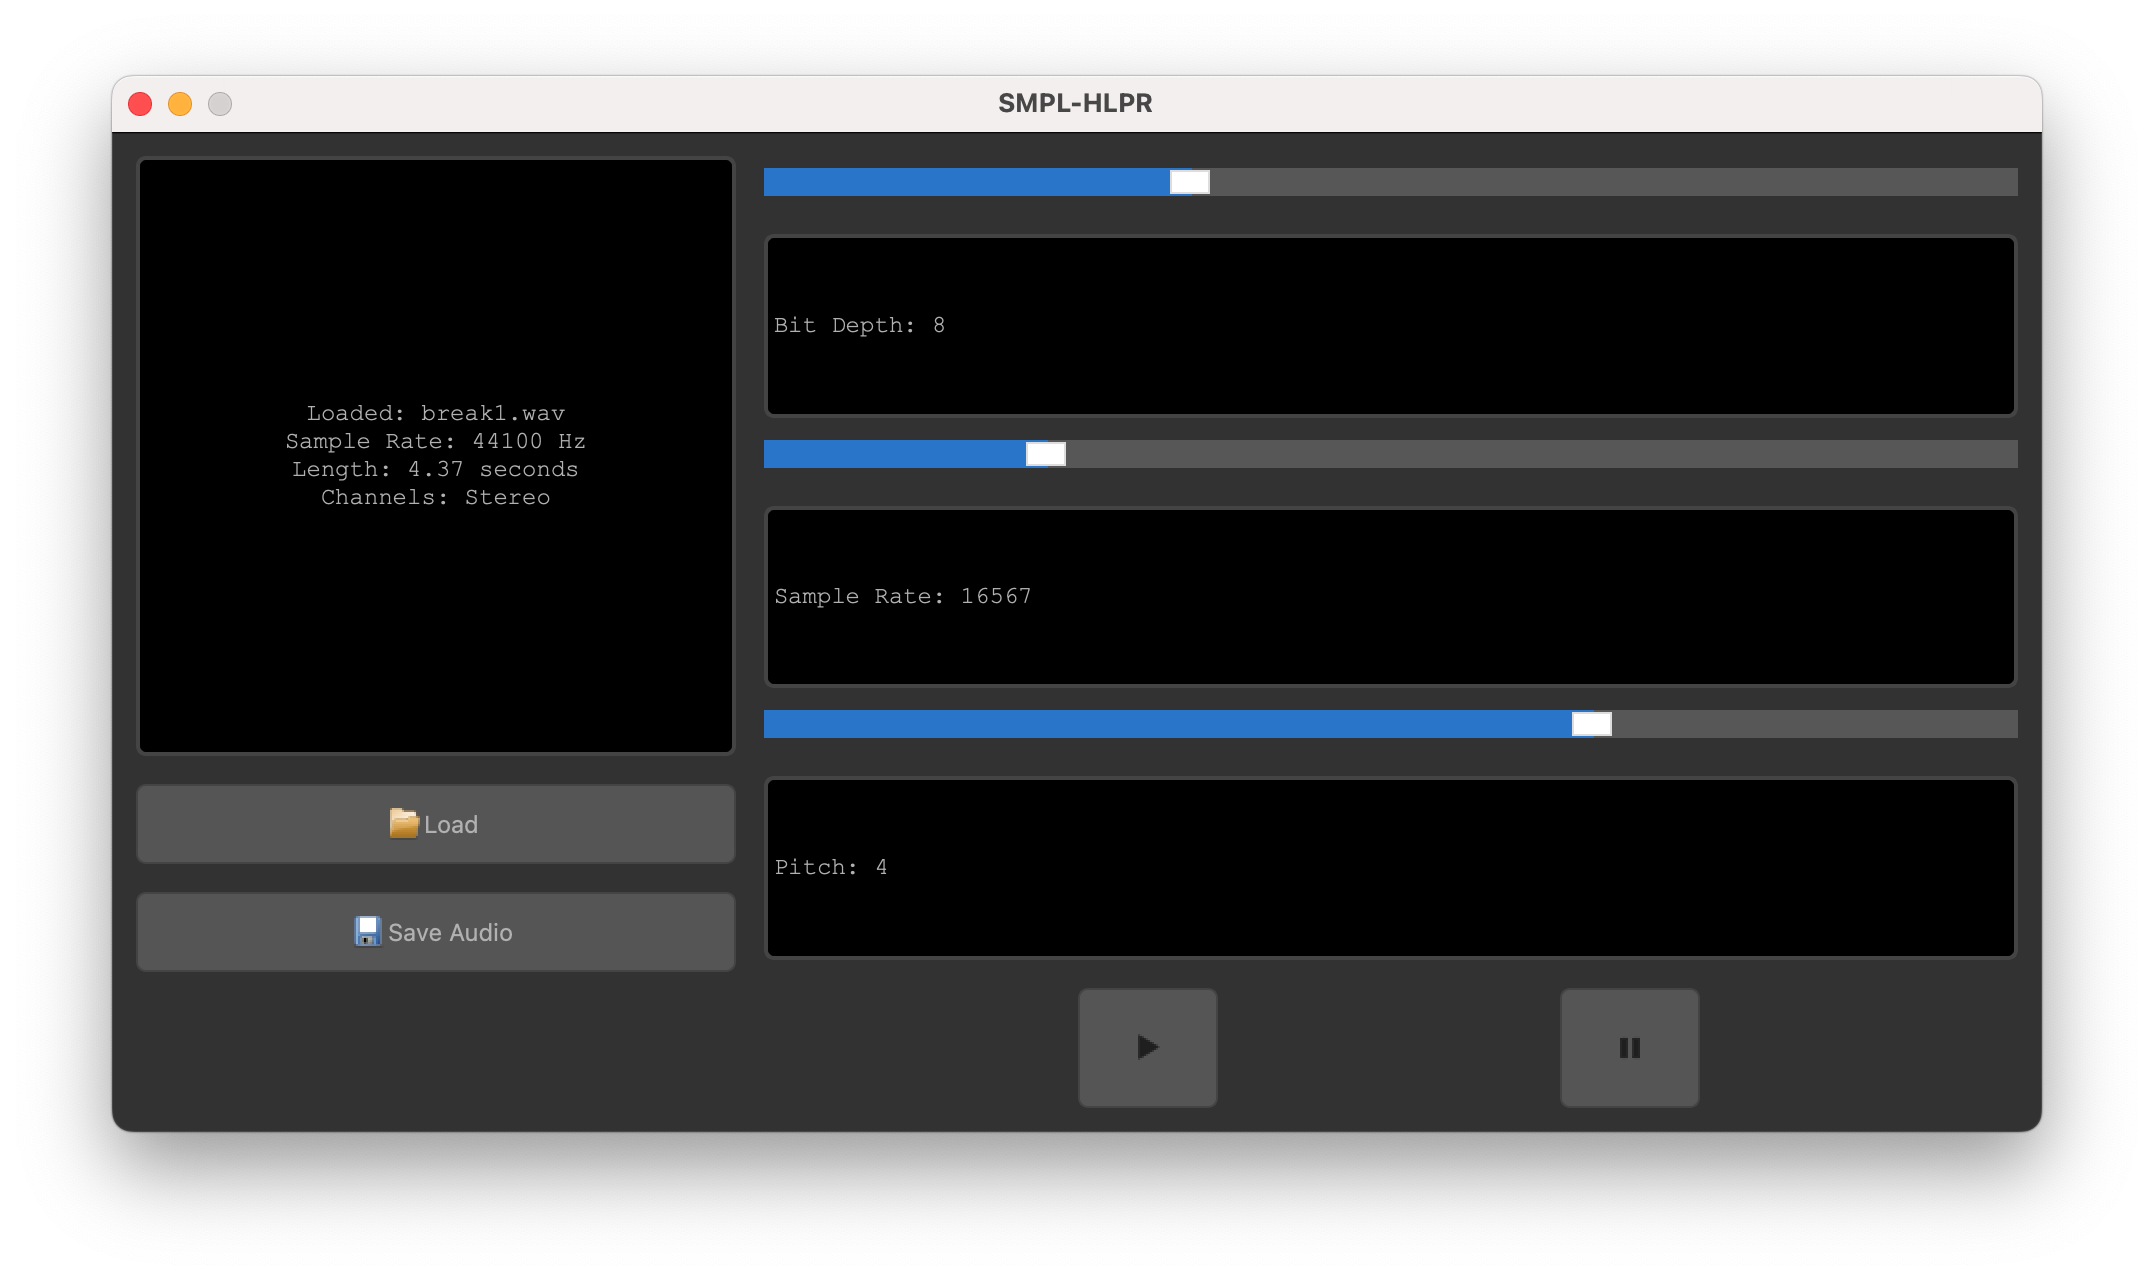 SMPL-HLPR
Loaded: break1.wav
Sample Rate: 44100 Hz
Length: 4.37 seconds
Channels: Stereo
Load
Save Audio
Bit Depth: 8
Sample Rate: 16567
Pitch: 4